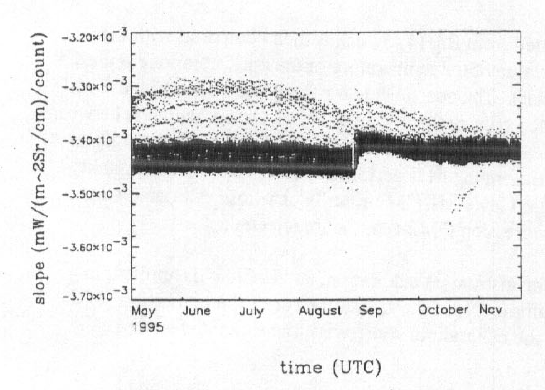 -3.20×10⁻³
-3.30×10⁻³
-3.40×10⁻³
-3.50×10⁻³
-3.60×10⁻³
-3.70×10⁻³
slope (mW/(m~2Sr/cm)/count)
May June July August Sep October Nov
1995
time (UTC)